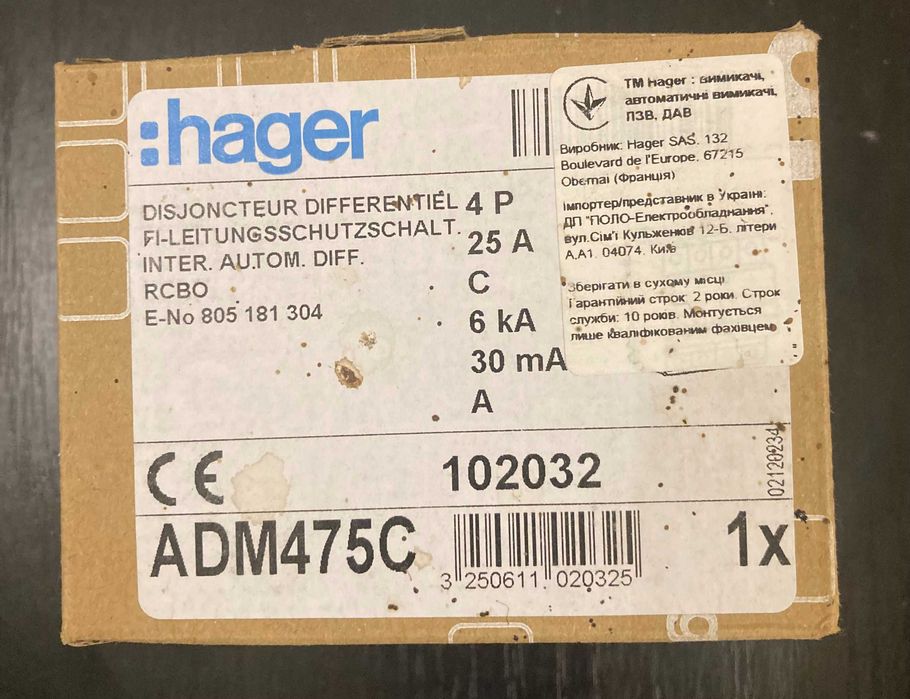 :hager
DISJONCTEUR DIFFERENTIEL
FI-LEITUNGSSCHUTZSCHALT.
INTER. AUTOM. DIFF.
RCBO
E-No 805 181 304
4 P
25 A
C
6 kA
30 mA
A
ТМ Hager : вимикачі,
автоматичні вимикачі,
ПЗВ, ДАВ
Виробник: Hager SAS. 132
Boulevard de l'Europe. 67215
Obernai (Франція)
Імпортер/представник в Україні:
ДП "ПОЛО-Електрообладнання".
вул.Сім'ї Кульженків 12-Б. літери
А,А1. 04074. Київ
Зберігати в сухому місці
Гарантійний строк: 2 роки. Строк
служби: 10 років. Монтується
лише кваліфікованим фахівцем
CE
102032
02120234
ADM475C
3 250611 020325
1x